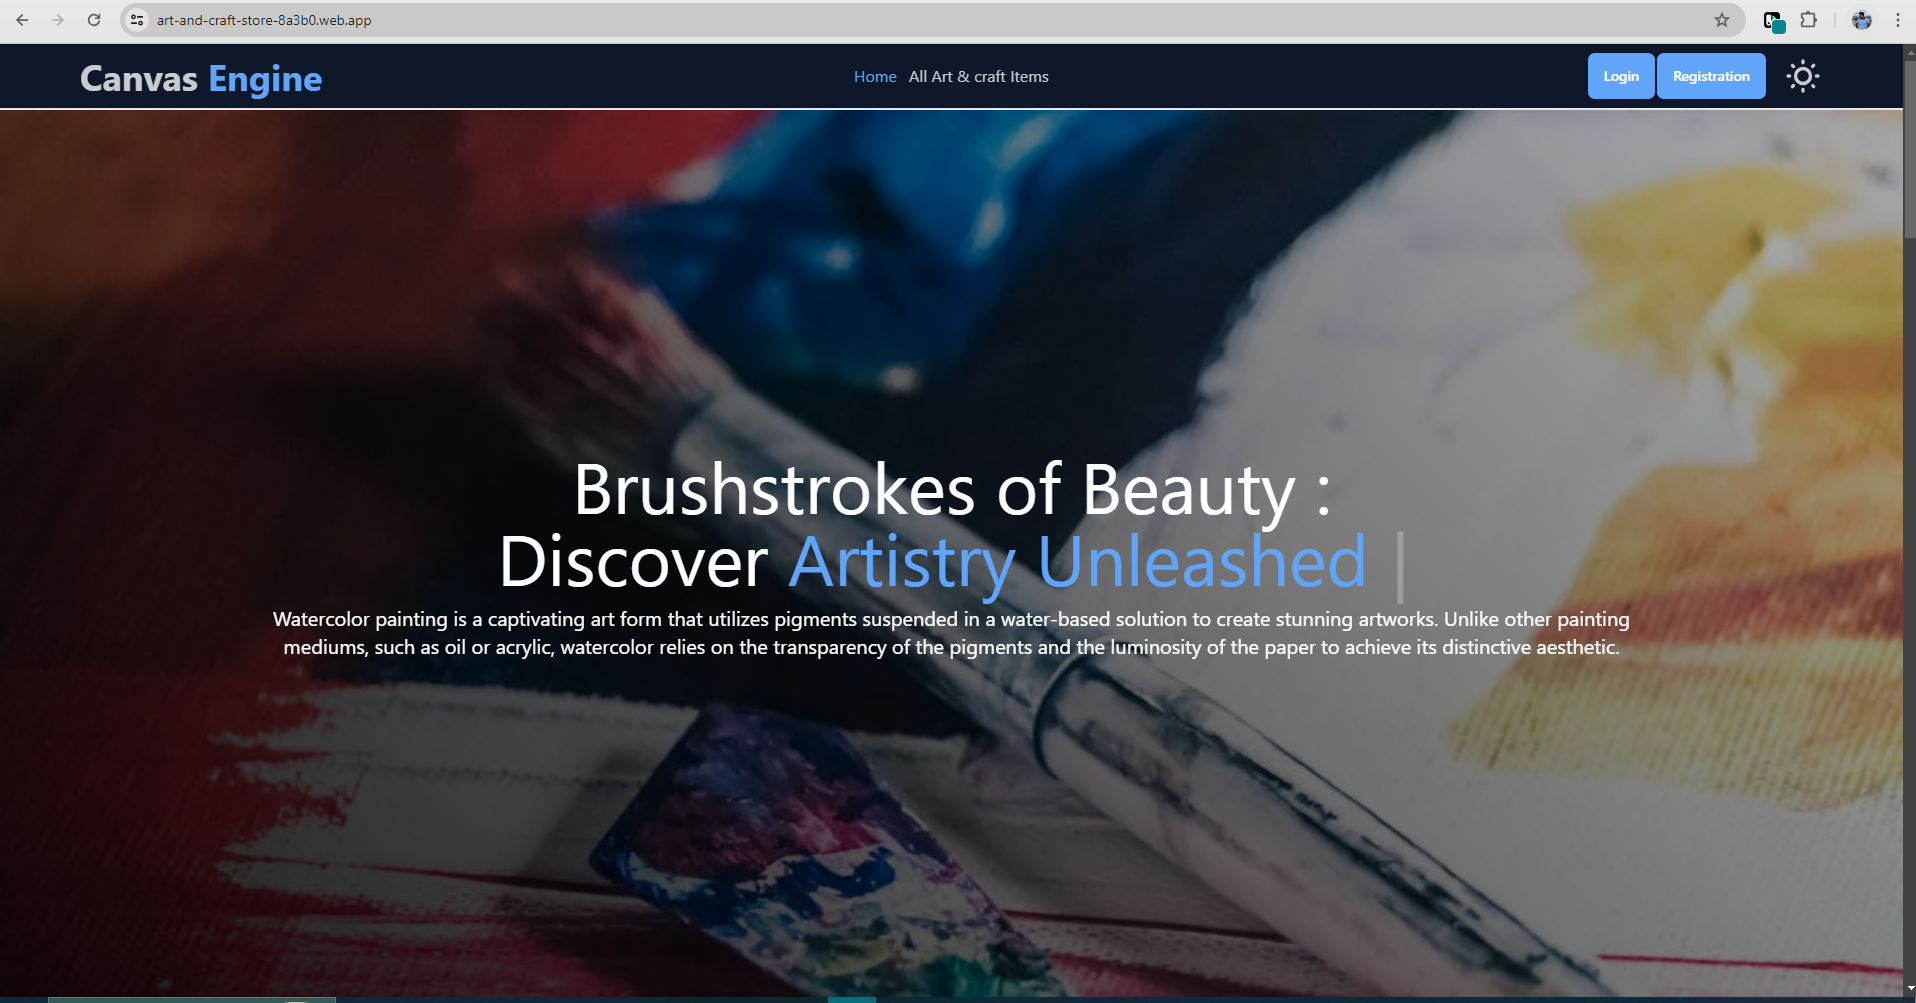 art-and-craft-store-8a3b0.web.app
Canvas Engine
Home All Art & craft Items
Login Registration
Brushstrokes of Beauty :
Discover Artistry Unleashed |
Watercolor painting is a captivating art form that utilizes pigments suspended in a water-based solution to create stunning artworks. Unlike other painting
mediums, such as oil or acrylic, watercolor relies on the transparency of the pigments and the luminosity of the paper to achieve its distinctive aesthetic.